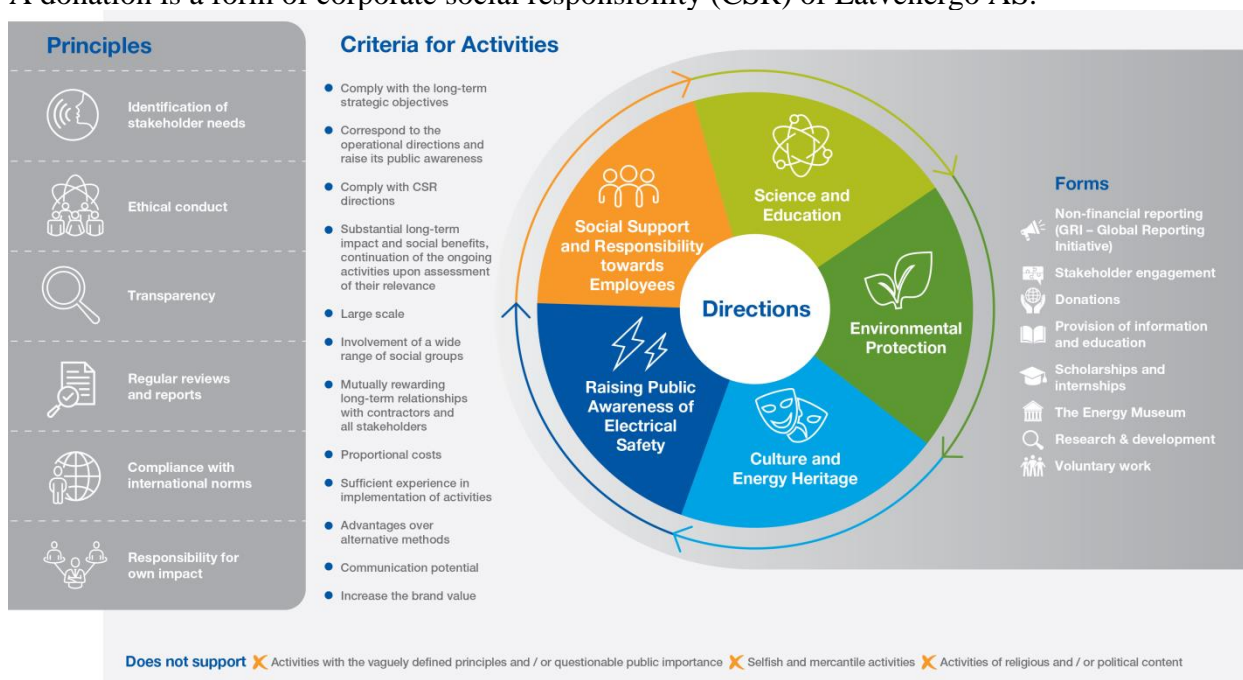 A donation is a form of corporate social responsibility (CSR) of Latvenergo AS.
Principles
Identification of
stakeholder needs
Ethical conduct
Transparency
Regular reviews
and reports
Compliance with
international norms
Responsibility for
own impact
Criteria for Activities
Comply with the long-term
strategic objectives
Correspond to the
operational directions and
raise its public awareness
Comply with CSR
directions
Substantial long-term
impact and social benefits,
continuation of the ongoing
activities upon assessment
of their relevance
Large scale
Involvement of a wide
range of social groups
Mutually rewarding
long-term relationships
with contractors and
all stakeholders
Proportional costs
Sufficient experience in
implementation of activities
Advantages over
alternative methods
Communication potential
Increase the brand value
Directions
Science and
Education
Environmental
Protection
Culture and
Energy Heritage
Raising Public
Awareness of
Electrical
Safety
Social Support
and Responsibility
towards
Employees
Forms
Non-financial reporting
(GRI – Global Reporting
Initiative)
Stakeholder engagement
Donations
Provision of information
and education
Scholarships and
internships
The Energy Museum
Research & development
Voluntary work
Does not support Activities with the vaguely defined principles and / or questionable public importance Selfish and mercantile activities Activities of religious and / or political content